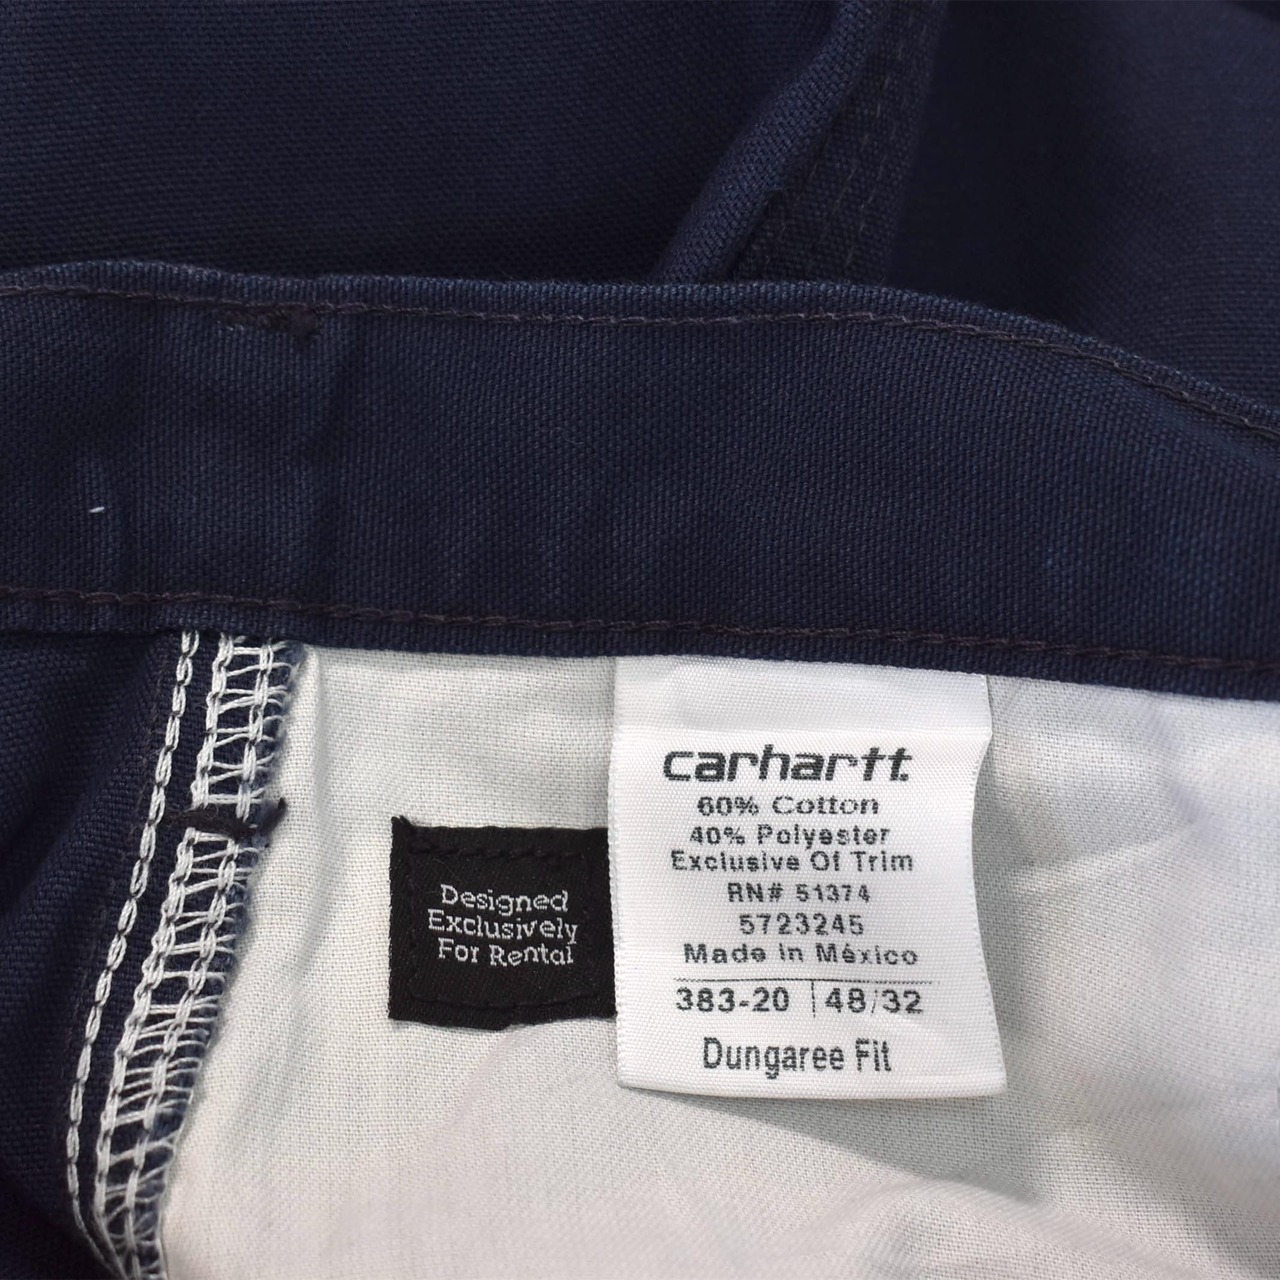 carhartt.
60% Cotton
40% Polyester
Exclusive Of Trim
RN# 51374
5723245
Made in México
383-20 48/32
Dungaree Fit
Designed
Exclusively
For Rental